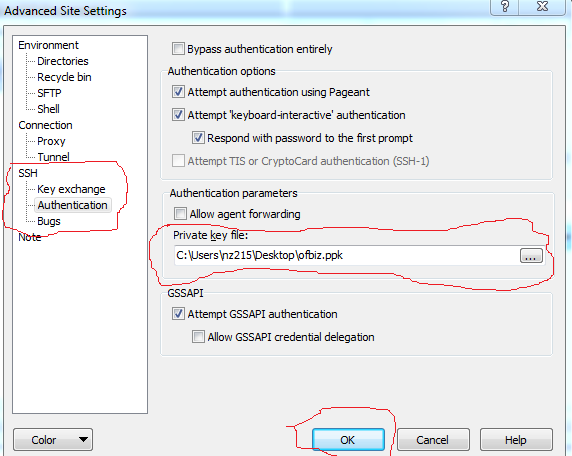 Advanced Site Settings
?
Environment
Directories
Recycle bin
SFTP
Shell
Connection
Proxy
Tunnel
SSH
Key exchange
Authentication
Bugs
Note
Bypass authentication entirely
Authentication options
Attempt authentication using Pageant
Attempt 'keyboard-interactive' authentication
Respond with password to the first prompt
Attempt TIS or CryptoCard authentication (SSH-1)
Authentication parameters
Allow agent forwarding
Private key file:
C:\Users\nz215\Desktop\ofbiz.ppk
...
GSSAPI
Attempt GSSAPI authentication
Allow GSSAPI credential delegation
Color
OK
Cancel
Help